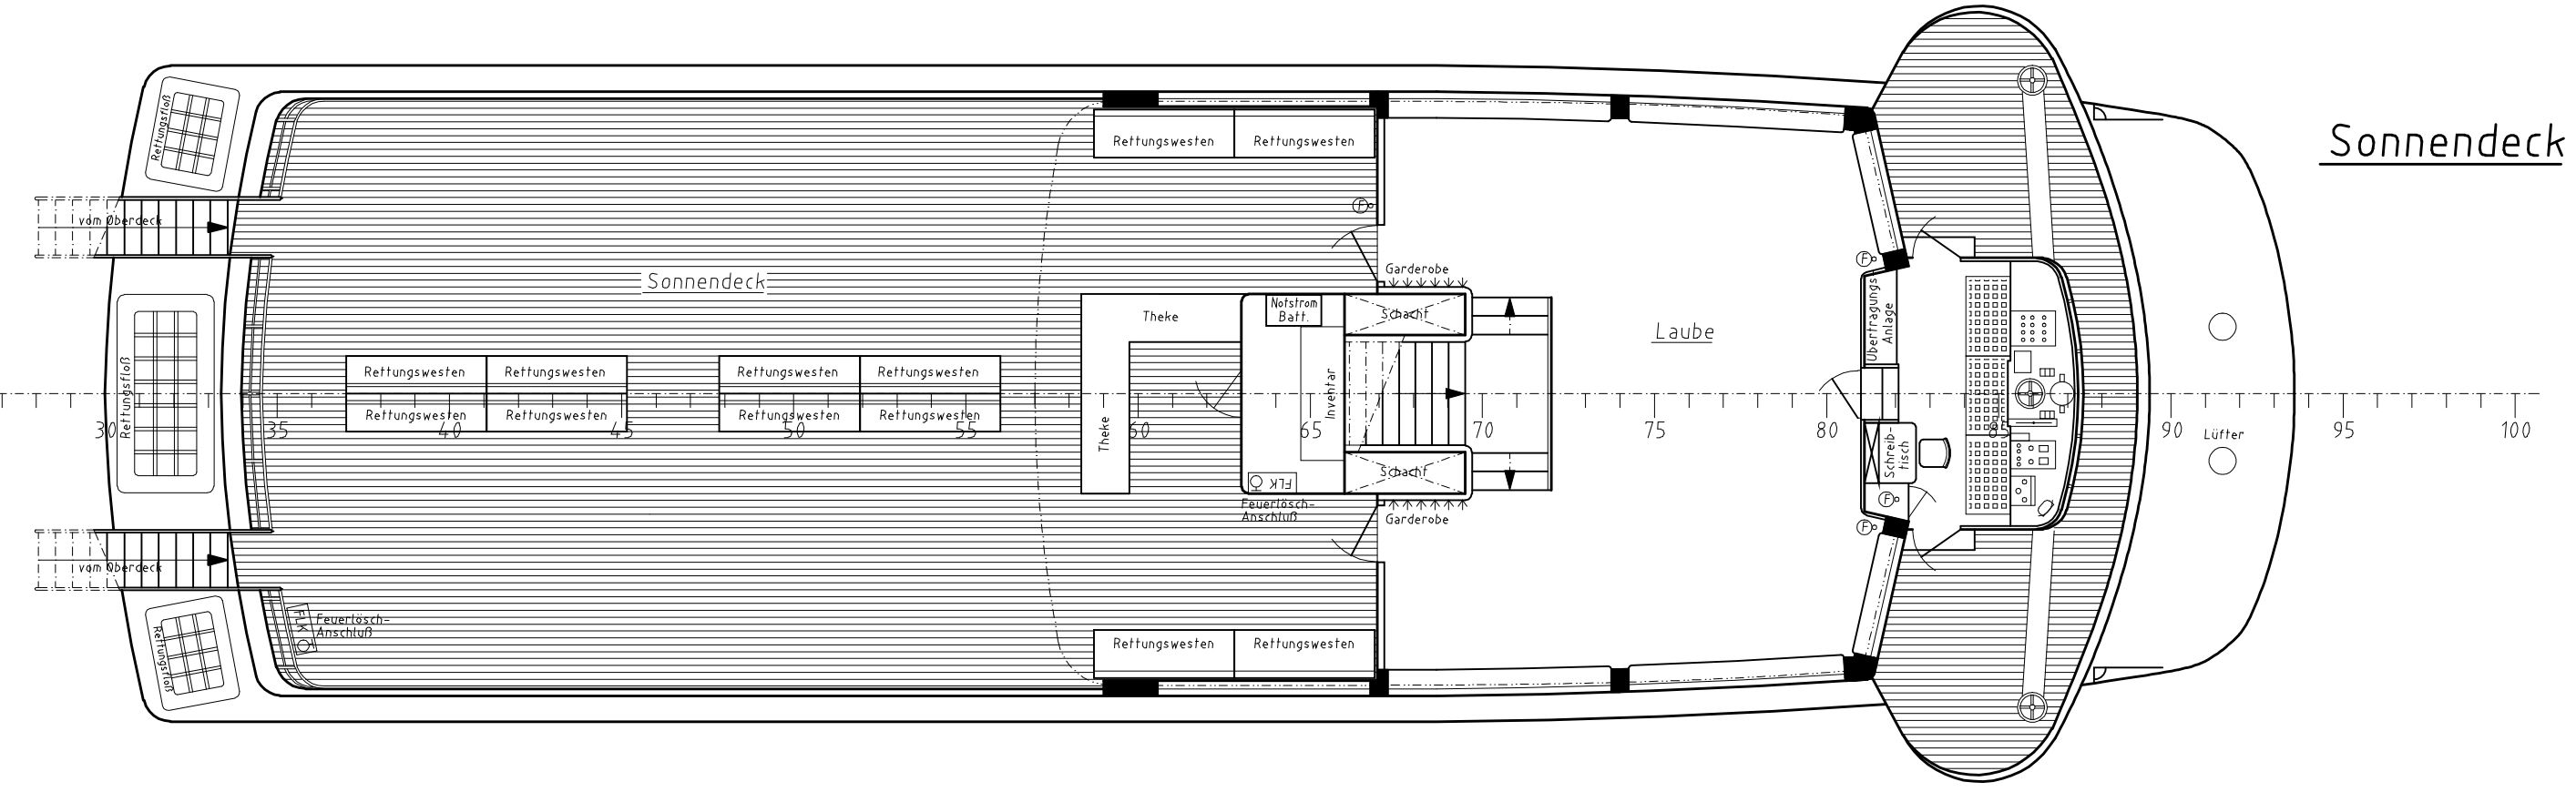 Sonnendeck
Rettungsfloß
vom Oberdeck
Rettungsfloß
vom Oberdeck
Rettungsfloß
FLK
Feuerlösch-
Anschluß
Sonnendeck
Rettungswesten
Rettungswesten
Rettungswesten
Rettungswesten
Rettungswesten
Rettungswesten
Rettungswesten
Rettungswesten
Rettungswesten
Rettungswesten
Rettungswesten
Rettungswesten
F
Theke
Theke
Notstrom
Batt.
Inventar
FLK
Feuerlösch-
Anschluß
Garderobe
Schacht
Schacht
Garderobe
Laube
F
Übertragungs
Anlage
Schreib-
tisch
F
F
Lüfter
30 35 40 45 50 55 60 65 70 75 80 85 90 95 100